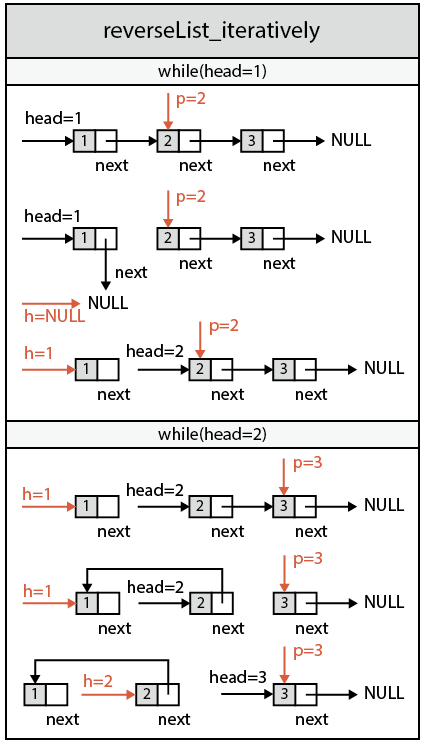 reverseList_iteratively
while(head=1)
p=2
head=1
1 2 3 NULL
next next next
p=2
head=1
1 2 3 NULL
next next next
h=NULL NULL
p=2
h=1 head=2
1 2 3 NULL
next next next
while(head=2)
p=3
h=1 head=2
1 2 3 NULL
next next next
p=3
h=1 head=2
1 2 3 NULL
next next next
p=3
h=2 head=3
1 2 3 NULL
next next next